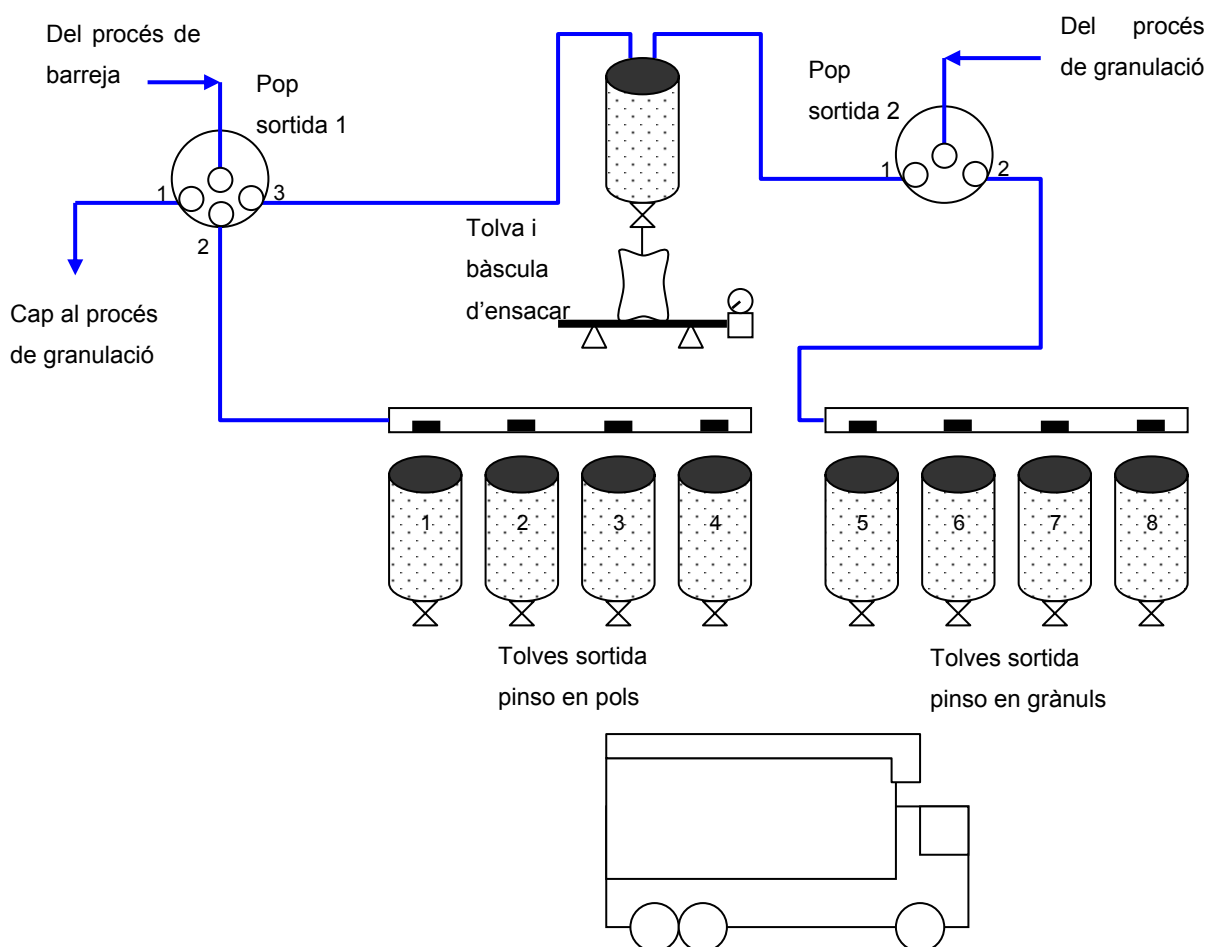 Del procés de
barreja
Pop
sortida 1
Pop
sortida 2
Del procés
de granulació
1
3
2
1
2
Tolva i
bàscula
d'ensacar
Cap al procés
de granulació
1
2
3
4
5
6
7
8
Tolves sortida
pinso en pols
Tolves sortida
pinso en grànuls